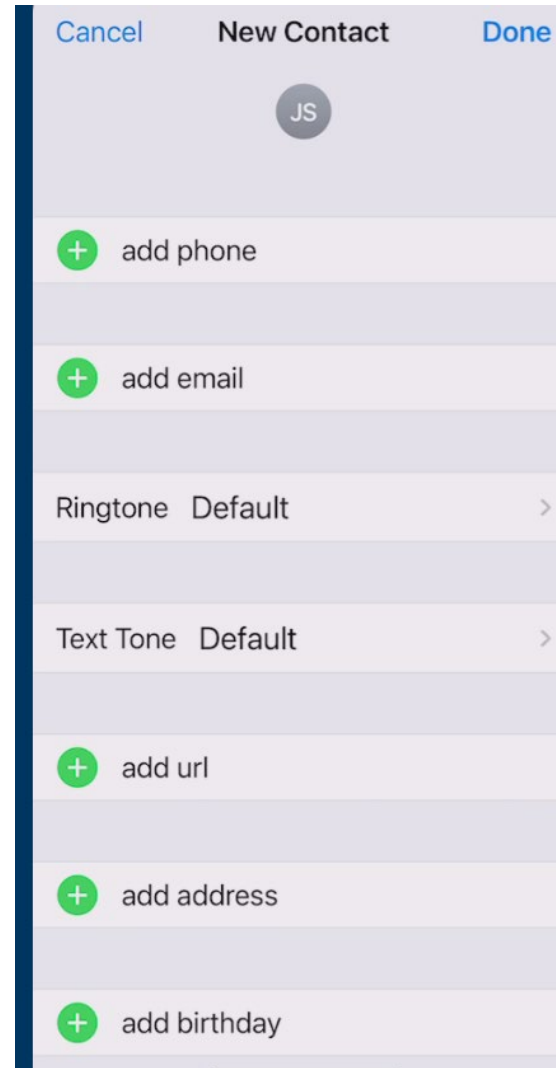 Cancel New Contact Done
JS
add phone
add email
Ringtone Default
Text Tone Default
add url
add address
add birthday